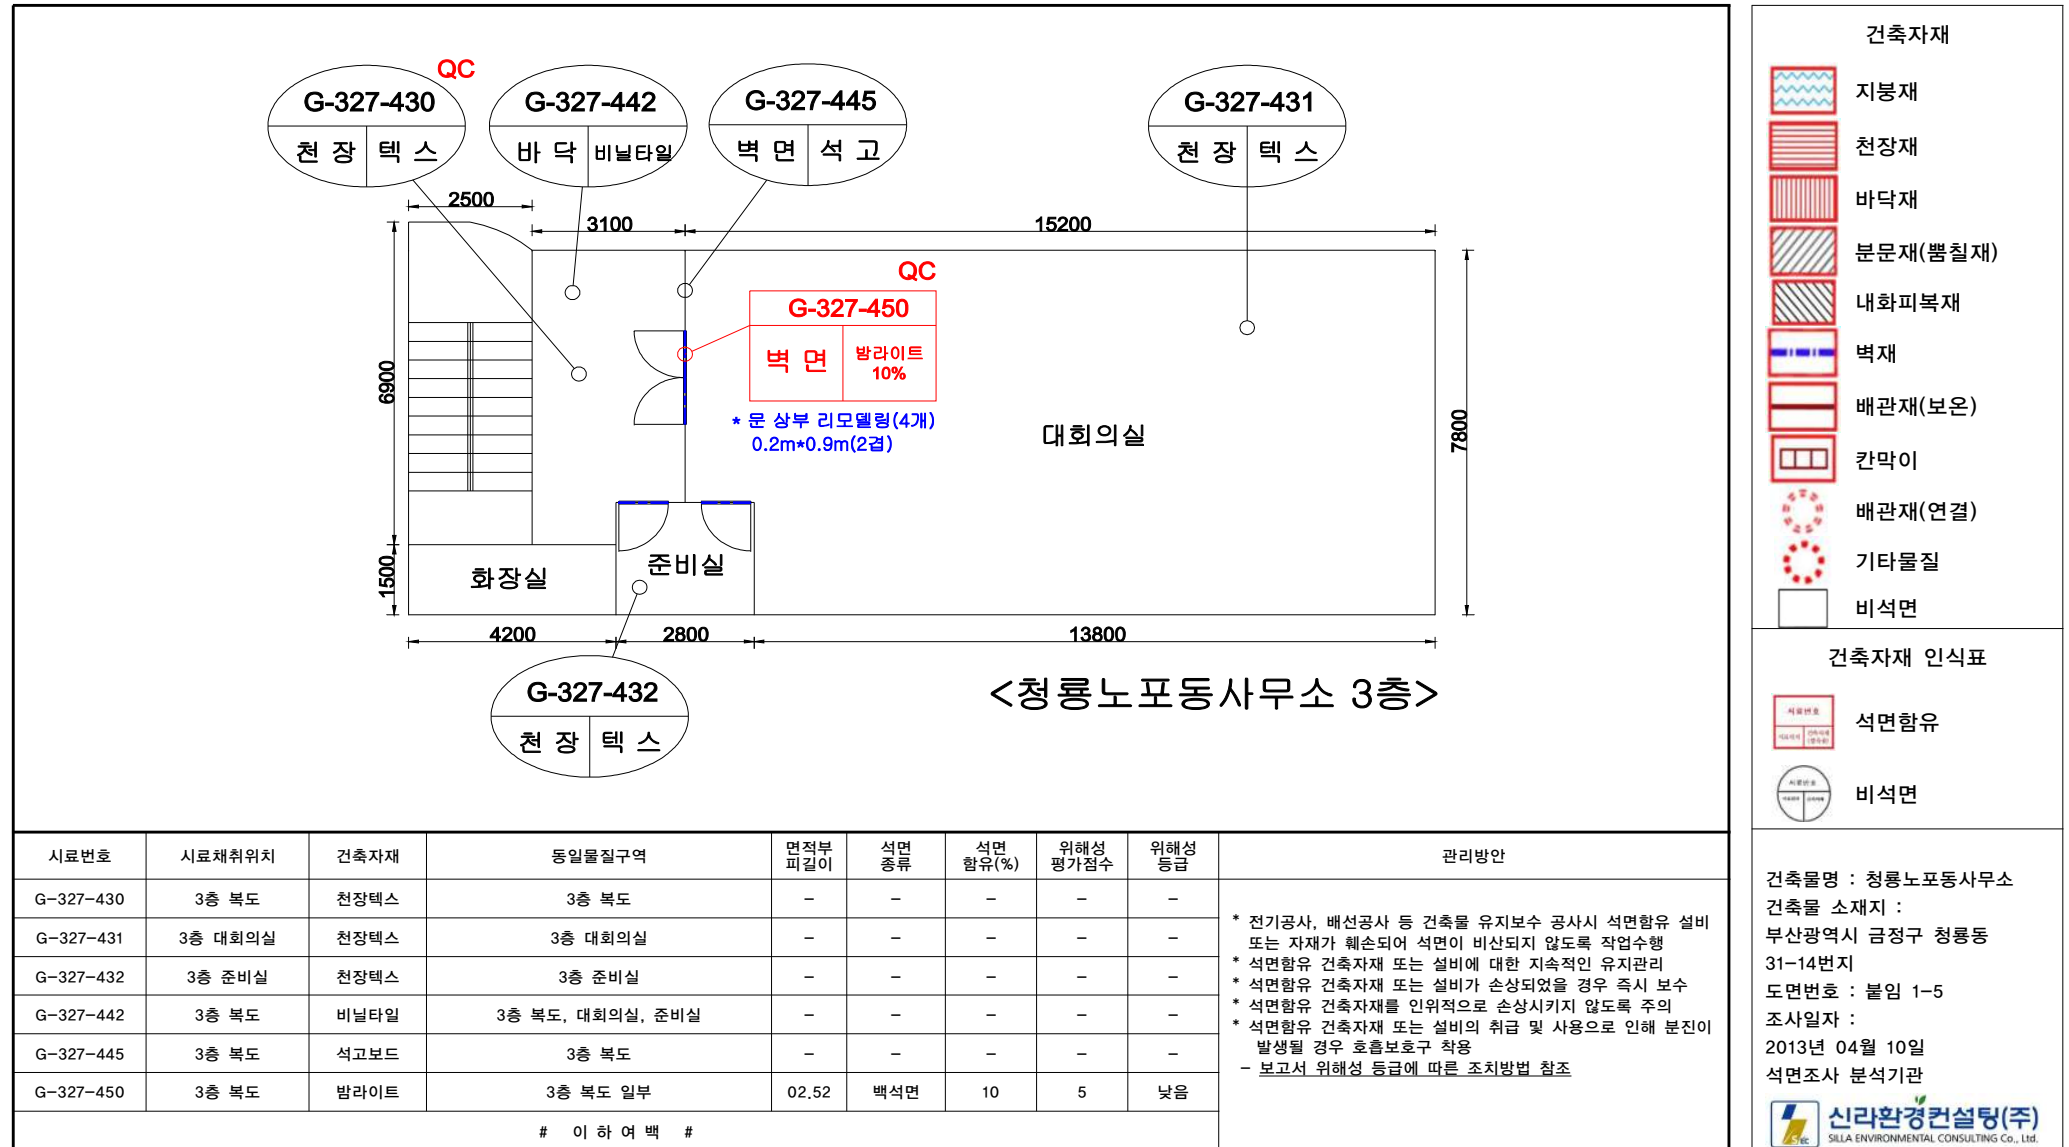 QC
G-327-430
천 장 텍 스
G-327-442
바 닥 비닐타일
G-327-445
벽 면 석 고
G-327-431
천 장 텍 스
2500
3100
15200
6900
1500
7800
QC
G-327-450
벽 면 밤라이트
10%
* 문 상부 리모델링(4개)
0.2m*0.9m(2겹)
대회의실
화장실
준비실
4200
2800
13800
G-327-432
천 장 텍 스
<청룡노포동사무소 3층>
시료번호 시료채취위치 건축자재 동일물질구역 면적부피길이 석면종류 석면함유(%) 위해성평가점수 위해성등급 관리방안
G-327-430 3층 복도 천장텍스 3층 복도 - - - - -
G-327-431 3층 대회의실 천장텍스 3층 대회의실 - - - - -
G-327-432 3층 준비실 천장텍스 3층 준비실 - - - - -
G-327-442 3층 복도 비닐타일 3층 복도, 대회의실, 준비실 - - - - -
G-327-445 3층 복도 석고보드 3층 복도 - - - - -
G-327-450 3층 복도 밤라이트 3층 복도 일부 02.52 백석면 10 5 낮음
# 이 하 여 백 #
* 전기공사, 배선공사 등 건축물 유지보수 공사시 석면함유 설비
또는 자재가 훼손되어 석면이 비산되지 않도록 작업수행
* 석면함유 건축자재 또는 설비에 대한 지속적인 유지관리
* 석면함유 건축자재 또는 설비가 손상되었을 경우 즉시 보수
* 석면함유 건축자재를 인위적으로 손상시키지 않도록 주의
* 석면함유 건축자재 또는 설비의 취급 및 사용으로 인해 분진이
발생될 경우 호흡보호구 착용
- 보고서 위해성 등급에 따른 조치방법 참조
건축자재
지붕재
천장재
바닥재
분문재(뿜칠재)
내화피복재
벽재
배관재(보온)
칸막이
배관재(연결)
기타물질
비석면
건축자재 인식표
시료번호
석면함유
비석면
건축물명 : 청룡노포동사무소
건축물 소재지 :
부산광역시 금정구 청룡동
31-14번지
도면번호 : 붙임 1-5
조사일자 :
2013년 04월 10일
석면조사 분석기관
신라환경컨설팅(주)
SILLA ENVIRONMENTAL CONSULTING Co., Ltd.